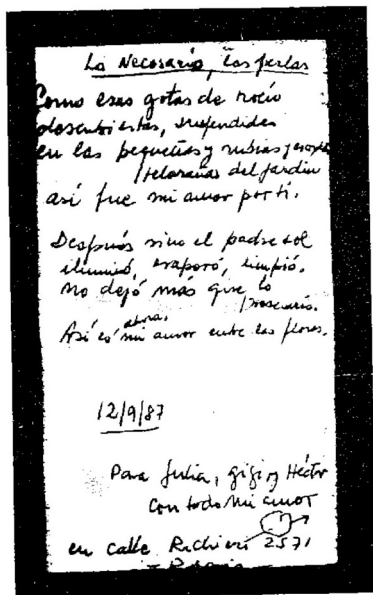 Lo Necesario, las perlas
Como esas gotas de rocío
descubiertas, suspendidas
en las pequeñas y rubias
telarañas del jardín
así fue mi amor por ti.
Después vino el padre sol
iluminó, evaporó, limpió.
no dejó más que lo
necesario.
ahora.
Así es mi amor entre las flores.
12/9/87
Para Julia, Gigi y Héctor
Con todo mi amor
en calle Richieri 2571